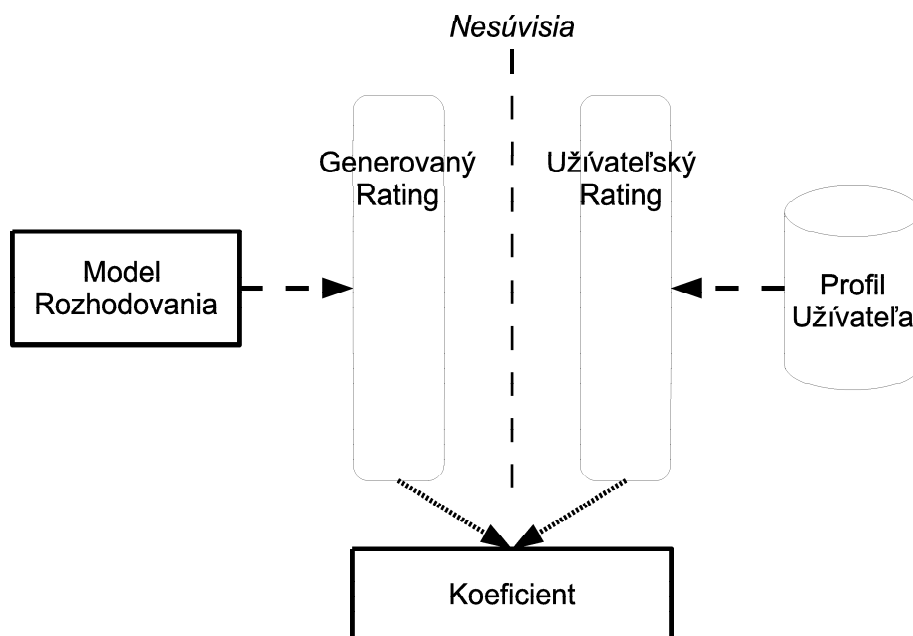 Nesúvisia
Generovaný
Rating
Užívateľský
Rating
Model
Rozhodovania
Profil
Užívateľa
Koeficient